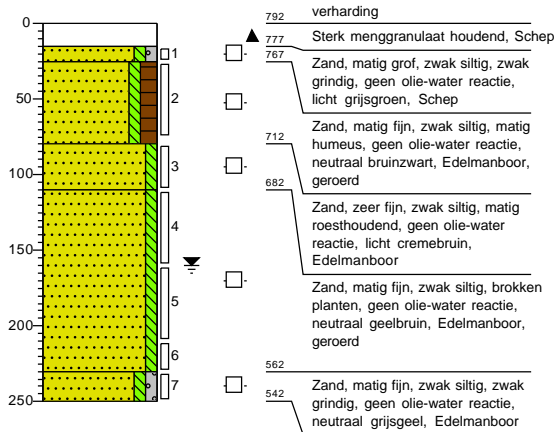 0
50
100
150
200
250
1
2
3
4
5
6
7
792
verharding
777
Sterk menggranulaat houdend, Schep
767
Zand, matig grof, zwak siltig, zwak
grindig, geen olie-water reactie,
licht grijsgroen, Schep
Zand, matig fijn, zwak siltig, matig
humeus, geen olie-water reactie,
712
neutraal bruinzwart, Edelmanboor,
geroerd
682
Zand, zeer fijn, zwak siltig, matig
roesthoudend, geen olie-water
reactie, licht cremebruin,
Edelmanboor
Zand, matig fijn, zwak siltig, brokken
planten, geen olie-water reactie,
neutraal geelbruin, Edelmanboor,
geroerd
562
Zand, matig fijn, zwak siltig, zwak
542
grindig, geen olie-water reactie,
neutraal grijsgeel, Edelmanboor